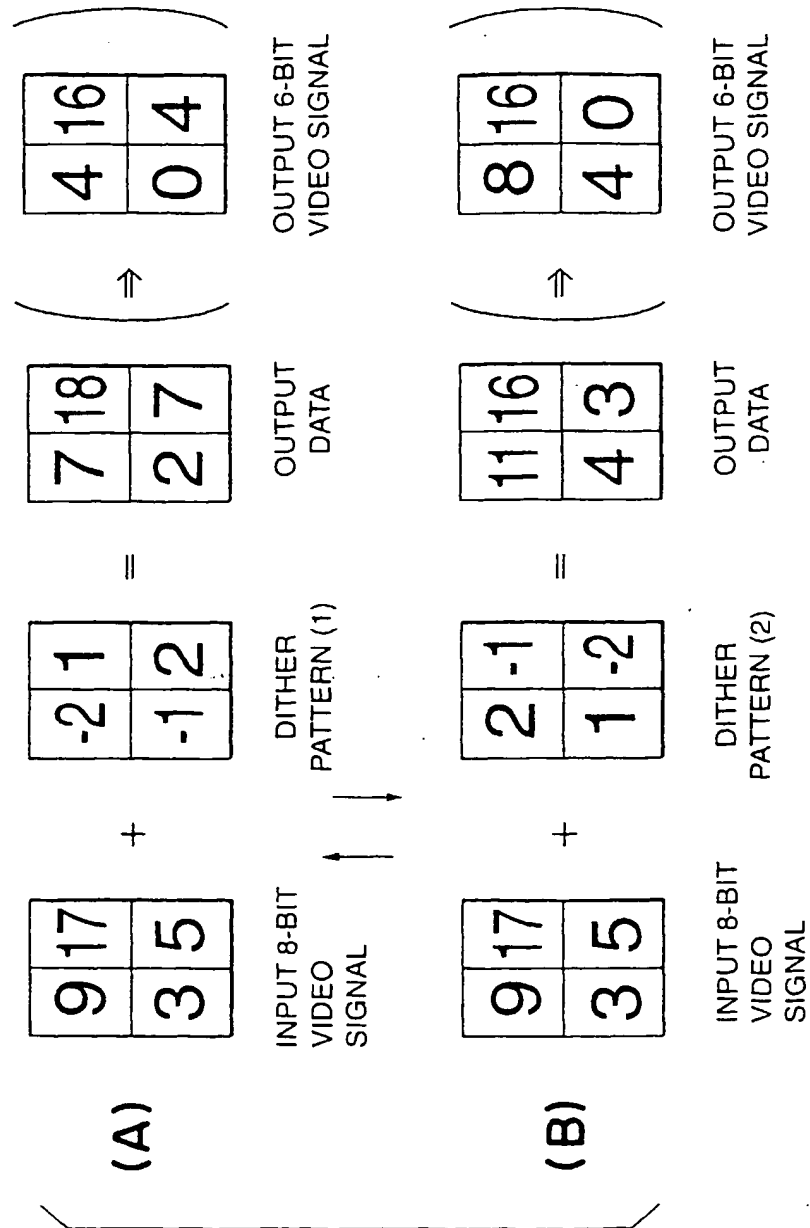 (A)
9 17
3 5
INPUT 8-BIT
VIDEO
SIGNAL
+
-2 1
-1 2
DITHER
PATTERN (1)
=
7 18
2 7
OUTPUT
DATA
⇒
4 16
0 4
OUTPUT 6-BIT
VIDEO SIGNAL
(B)
9 17
3 5
INPUT 8-BIT
VIDEO
SIGNAL
+
2 -1
1 -2
DITHER
PATTERN (2)
=
11 16
4 3
OUTPUT
DATA
⇒
8 16
4 0
OUTPUT 6-BIT
VIDEO SIGNAL